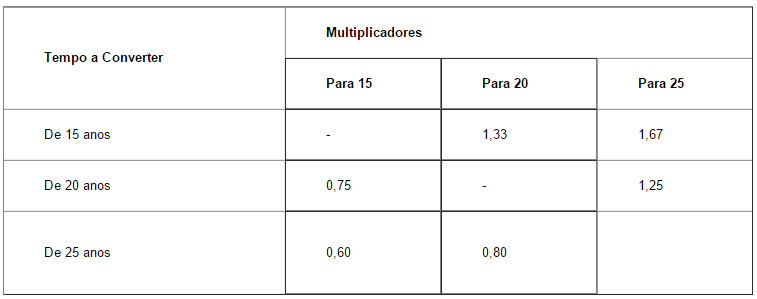 Multiplicadores
Tempo a Converter
Para 15 Para 20 Para 25
De 15 anos - 1,33 1,67
De 20 anos 0,75 - 1,25
De 25 anos 0,60 0,80